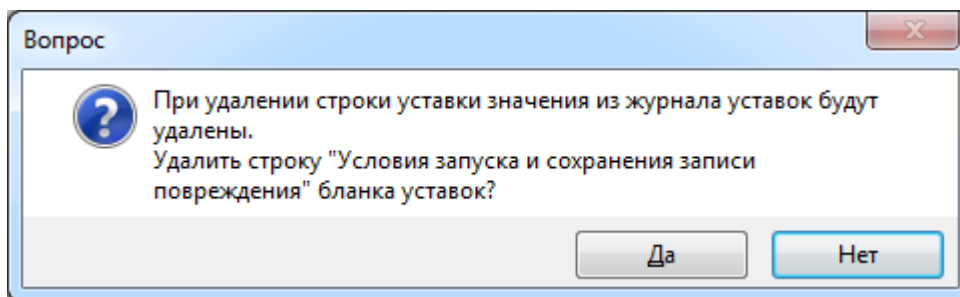 Вопрос
При удалении строки уставки значения из журнала уставок будут
удалены.
Удалить строку "Условия запуска и сохранения записи
повреждения" бланка уставок?
Да
Нет